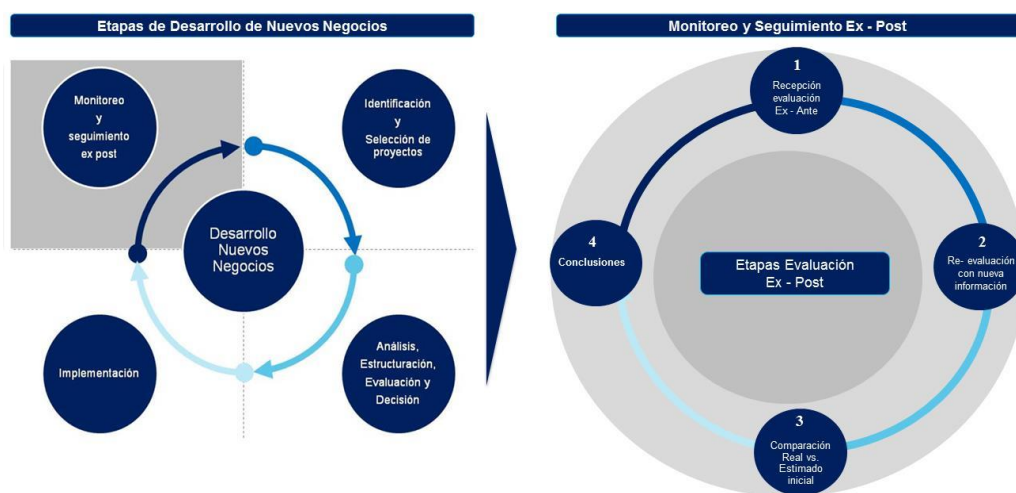 Etapas de Desarrollo de Nuevos Negocios
Monitoreo
y
seguimiento
ex post
Identificación
y
Selección de
proyectos
Desarrollo
Nuevos
Negocios
Implementación
Análisis,
Estructuración,
Evaluación y
Decisión
Monitoreo y Seguimiento Ex - Post
1
Recepción
evaluación
Ex - Ante
2
Re- evaluación
con nueva
información
3
Comparación
Real vs.
Estimado
inicial
4
Conclusiones
Etapas Evaluación
Ex - Post